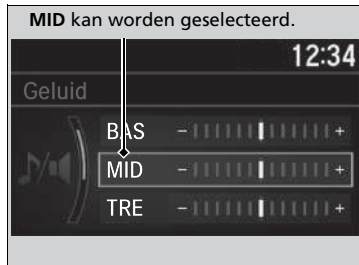 MID kan worden geselecteerd.
12:34
Geluid
BAS - +
MID - +
TRE - +